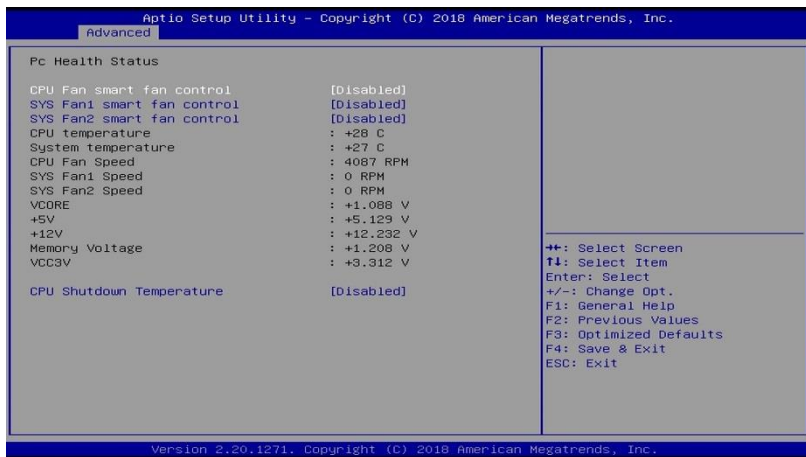 Aptio Setup Utility – Copyright (C) 2018 American Megatrends, Inc.
Advanced
Pc Health Status
CPU Fan smart fan control [Disabled]
SYS Fan1 smart fan control [Disabled]
SYS Fan2 smart fan control [Disabled]
CPU temperature : +28 C
System temperature : +27 C
CPU Fan Speed : 4087 RPM
SYS Fan1 Speed : 0 RPM
SYS Fan2 Speed : 0 RPM
VCORE : +1.088 V
+5V : +5.129 V
+12V : +12.232 V
Memory Voltage : +1.208 V
VCC3V : +3.312 V
CPU Shutdown Temperature [Disabled]
→←: Select Screen
↑↓: Select Item
Enter: Select
+/-: Change Opt.
F1: General Help
F2: Previous Values
F3: Optimized Defaults
F4: Save & Exit
ESC: Exit
Version 2.20.1271. Copyright (C) 2018 American Megatrends, Inc.